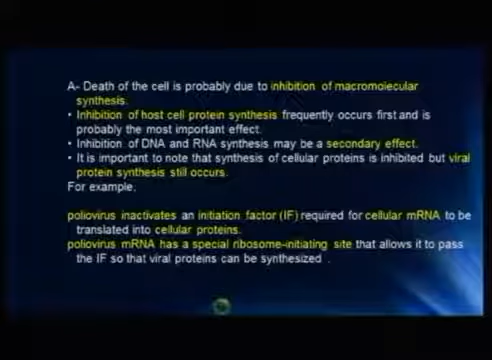 A- Death of the cell is probably due to inhibition of macromolecular
synthesis.
• Inhibition of host cell protein synthesis frequently occurs first and is
probably the most important effect.
• Inhibition of DNA and RNA synthesis may be a secondary effect.
• It is important to note that synthesis of cellular proteins is inhibited but viral
protein synthesis still occurs.
For example,
poliovirus inactivates an initiation factor (IF) required for cellular mRNA to be
translated into cellular proteins.
poliovirus mRNA has a special ribosome-initiating site that allows it to pass
the IF so that viral proteins can be synthesized .